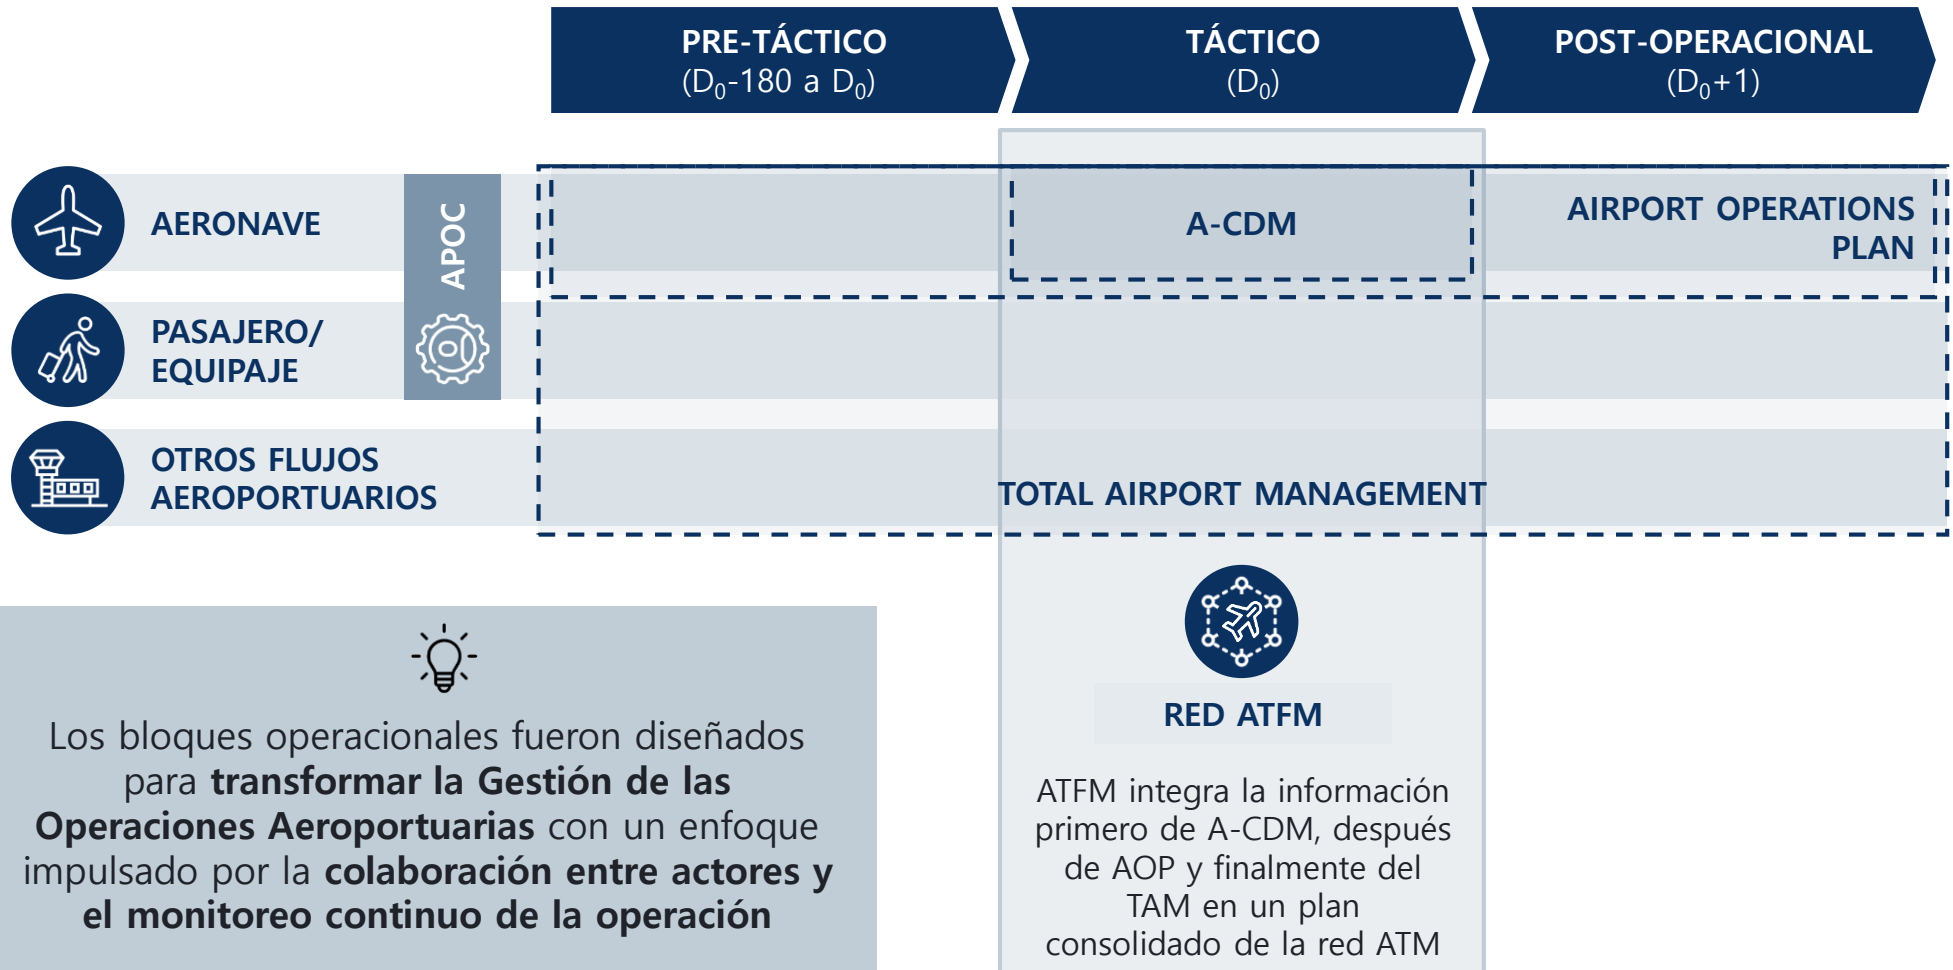 PRE-TÁCTICO
(D₀-180 a D₀)
TÁCTICO
(D₀)
POST-OPERACIONAL
(D₀+1)
AERONAVE
APOC
A-CDM
AIRPORT OPERATIONS
PLAN
PASAJERO/
EQUIPAJE
OTROS FLUJOS
AEROPORTUARIOS
TOTAL AIRPORT MANAGEMENT
Los bloques operacionales fueron diseñados
para transformar la Gestión de las
Operaciones Aeroportuarias con un enfoque
impulsado por la colaboración entre actores y
el monitoreo continuo de la operación
RED ATFM
ATFM integra la información
primero de A-CDM, después
de AOP y finalmente del
TAM en un plan
consolidado de la red ATM